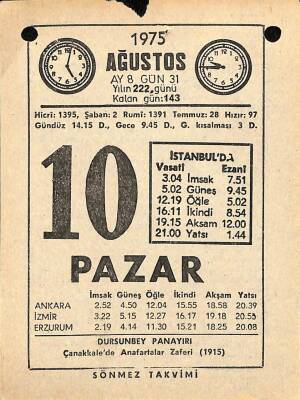 1975
AĞUSTOS
AY 8 GÜN 31
Yılın 222. günü
Kalan gün: 143
Hicrî: 1395, Şaban: 2 Rumî: 1391 Temmuz: 28 Hızır: 97
Gündüz 14.15 D., Gece 9.45 D., G. kısalması 3 D.
10
İSTANBUL'DA
Vasatî Ezanî
3.04 İmsak 7.51
5.02 Güneş 9.45
12.19 Öğle 5.02
16.11 İkindi 8.54
19.15 Akşam 12.00
21.00 Yatsı 1.44
PAZAR
İmsak Güneş Öğle İkindi Akşam Yatsı
ANKARA 2.52 4.50 12.04 15.55 18.58 20.39
İZMİR 3.22 5.15 12.27 16.17 19.18 20.55
ERZURUM 2.19 4.14 11.30 15.21 18.25 20.08
DURSUNBEY PANAYIRI
Çanakkale'de Anafartalar Zaferi (1915)
SÖNMEZ TAKVİMİ